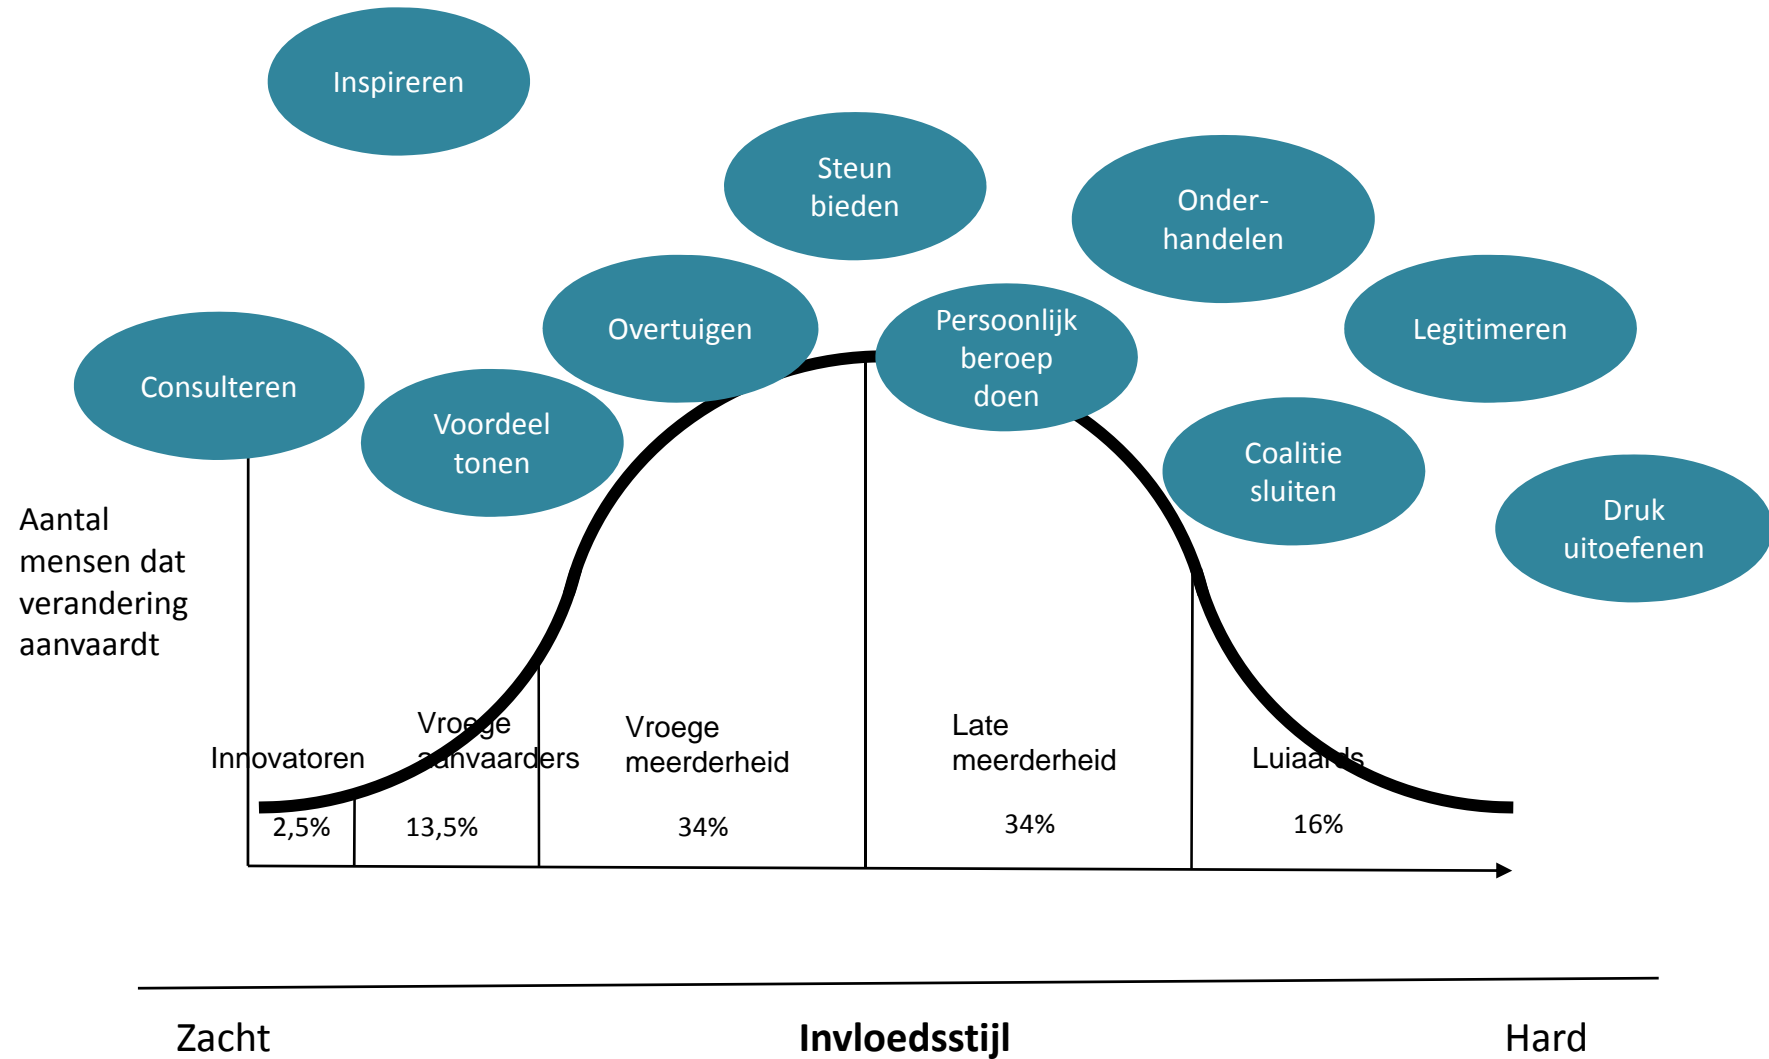 Inspireren
Steun
bieden
Onder-
handelen
Overtuigen
Persoonlijk
beroep
doen
Legitimeren
Consulteren
Voordeel
tonen
Coalitie
sluiten
Druk
uitoefenen
Aantal
mensen dat
verandering
aanvaardt
Innovatoren
Vroege
aanvaarders
Vroege
meerderheid
Late
meerderheid
Luiaards
2,5%
13,5%
34%
34%
16%
Zacht
Invloedsstijl
Hard